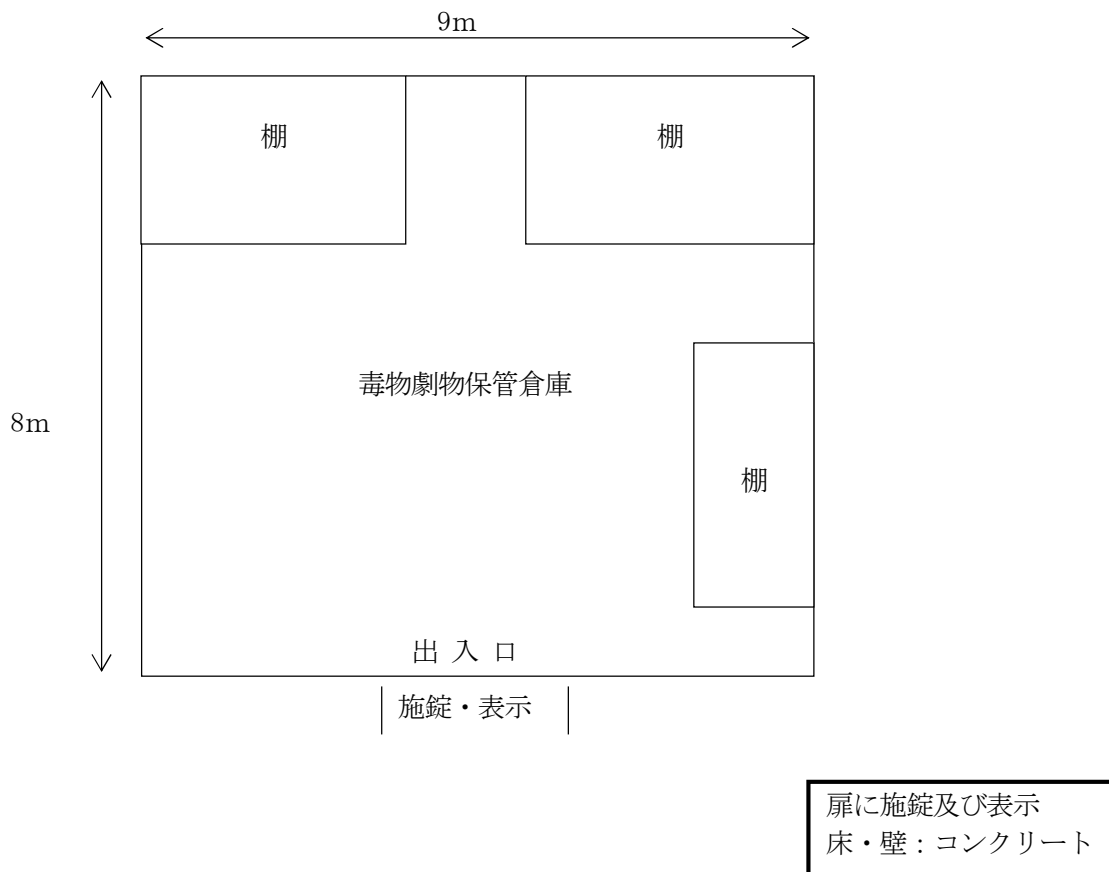 9m
棚
棚
毒物劇物保管倉庫
8m
棚
出 入 口
施錠・表示
扉に施錠及び表示
床・壁：コンクリート